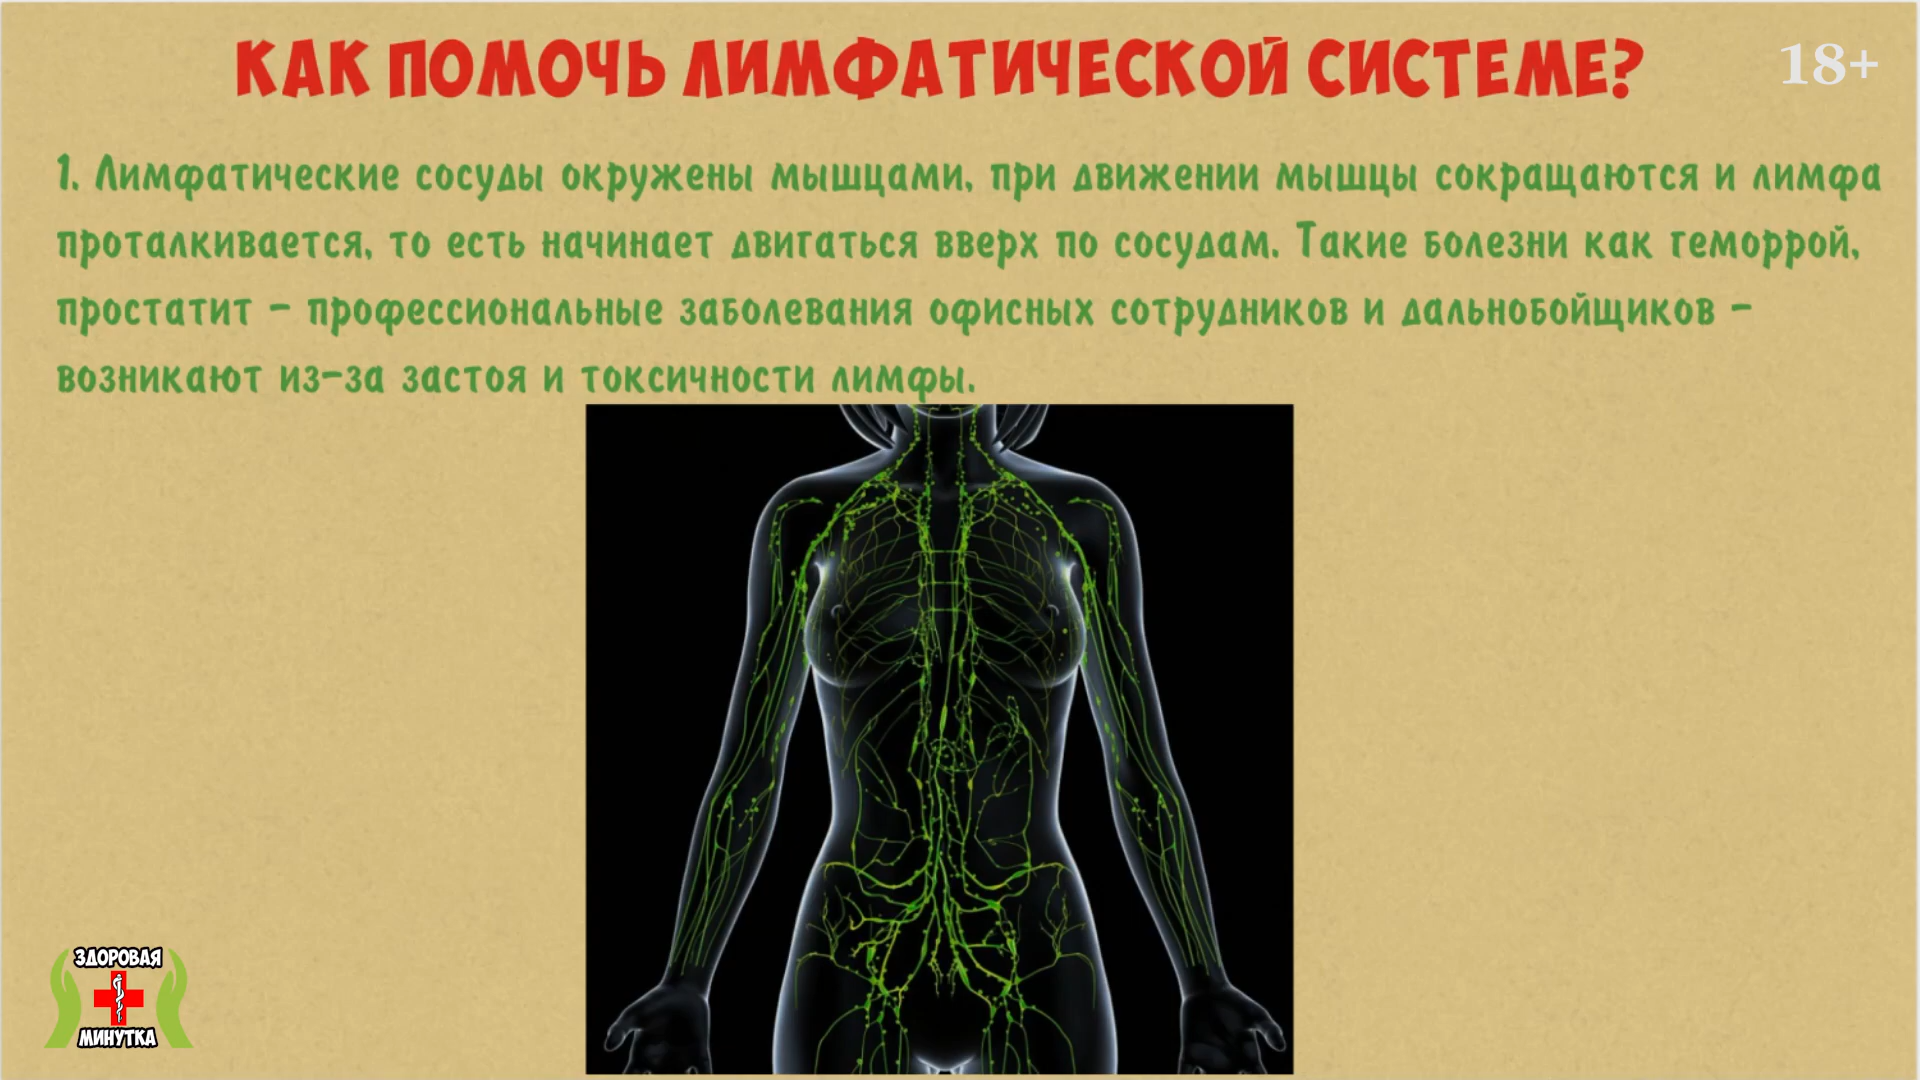 КАК ПОМОЧЬ ЛИМФАТИЧЕСКОЙ СИСТЕМЕ?
18+
1. Лимфатические сосуды окружены мышцами, при движении мышцы сокращаются и лимфа
проталкивается, то есть начинает двигаться вверх по сосудам. Такие болезни как геморрой,
простатит – профессиональные заболевания офисных сотрудников и дальнобойщиков –
возникают из-за застоя и токсичности лимфы.
ЗДОРОВАЯ
МИНУТКА